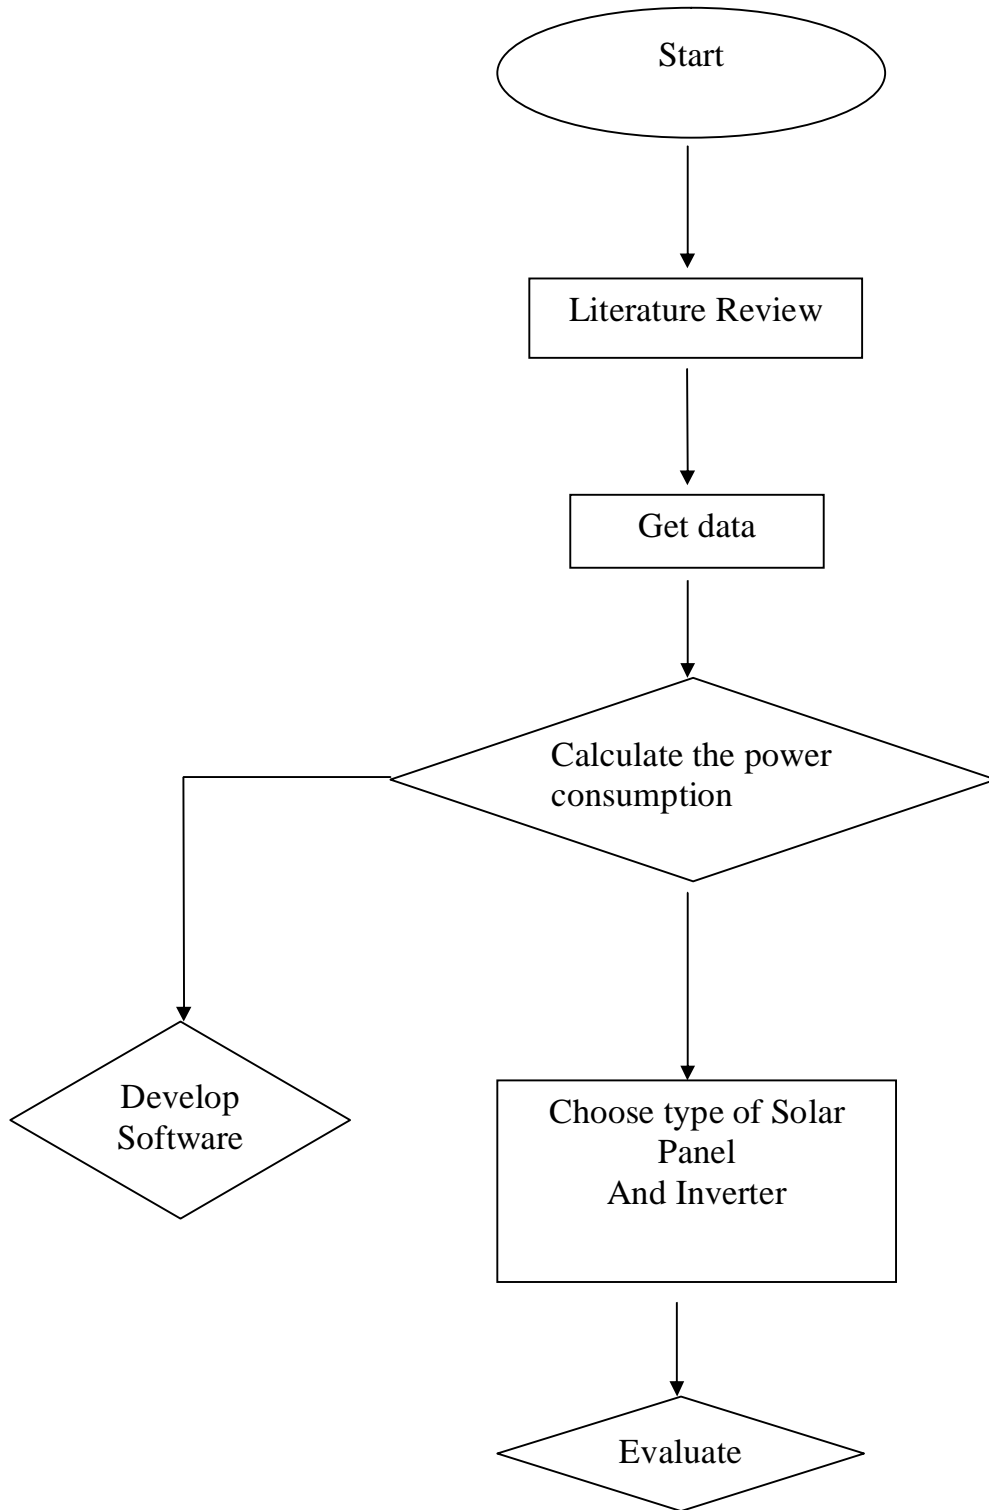 Start
Literature Review
Get data
Calculate the power
consumption
Develop
Software
Choose type of Solar
Panel
And Inverter
Evaluate